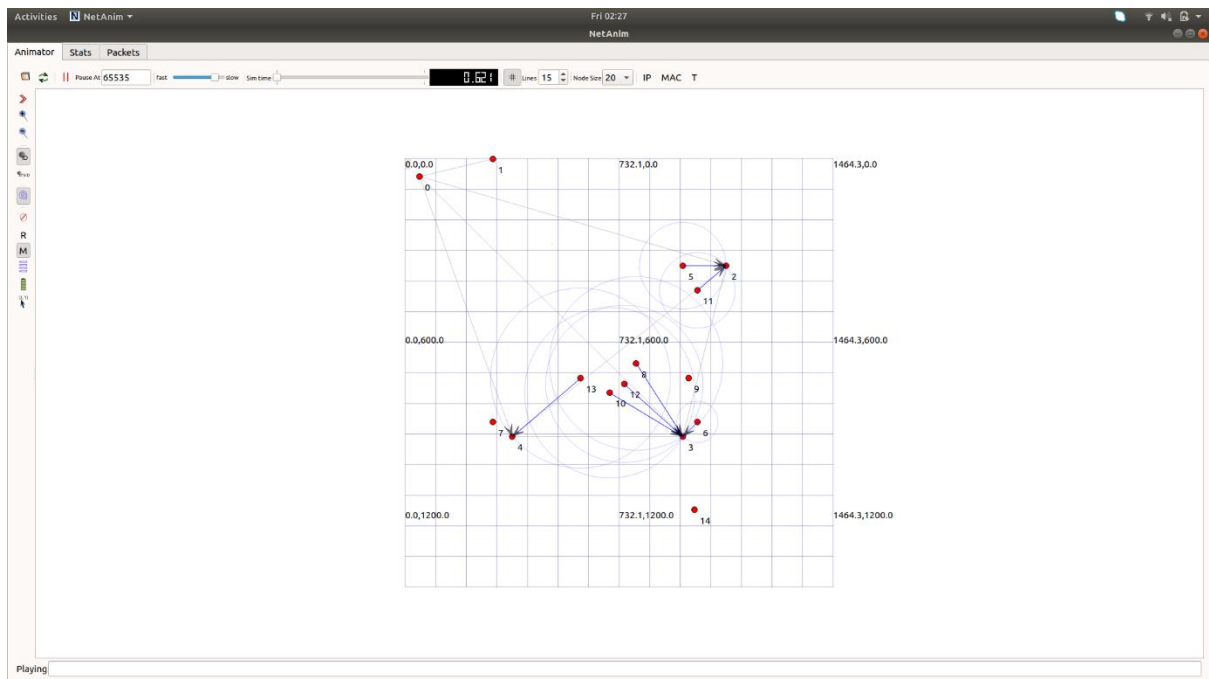 Activities NetAnim Fri 02:27
NetAnim
Animator Stats Packets
Pause At 65535 fast slow Sim time 0.621 # Lines 15 Node Size 20 IP MAC T
R
M
0.0,0.0 732.1,0.0 1464.3,0.0
1
0
5 2
11
0.0,600.0 732.1,600.0 1464.3,600.0
8
13 12 9
10
7 6
4 3
0.0,1200.0 732.1,1200.0 1464.3,1200.0
14
Playing